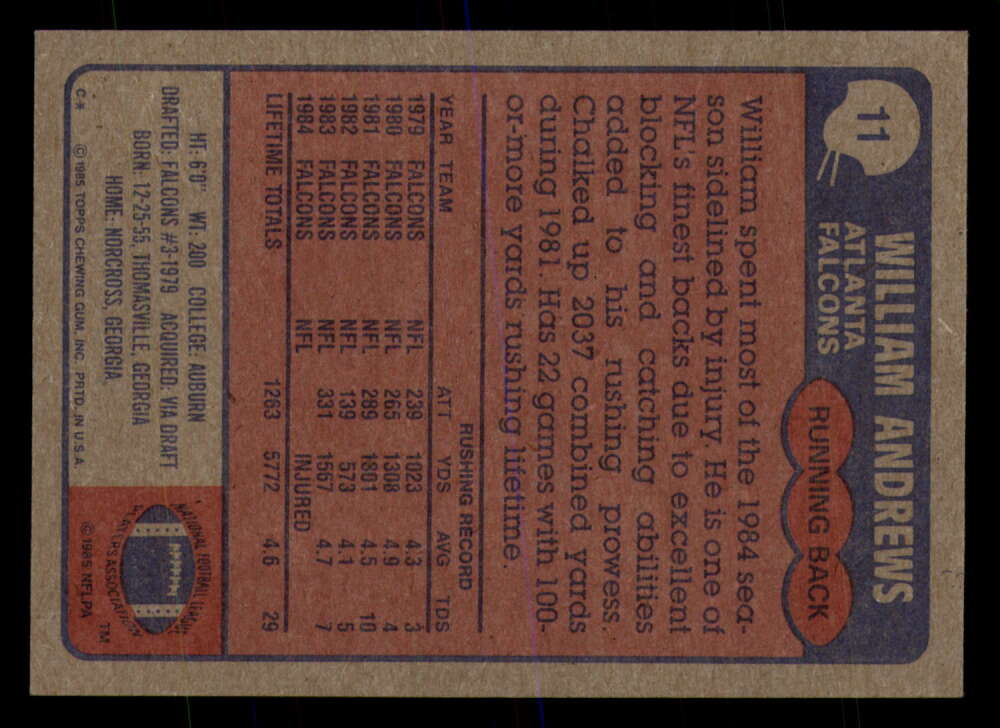 11
WILLIAM ANDREWS
ATLANTA
FALCONS
RUNNING BACK
William spent most of the 1984 sea-
son sidelined by injury. He is one of
NFL's finest backs due to excellent
blocking and catching abilities
added to his rushing prowess.
Chalked up 2037 combined yards
during 1981. Has 22 games with 100-
or-more yards rushing lifetime.
RUSHING RECORD
YEAR TEAM ATT YDS AVG TDS
1979 FALCONS NFL 239 1023 4.3 3
1980 FALCONS NFL 265 1308 4.9 4
1981 FALCONS NFL 289 1301 4.5 10
1982 FALCONS NFL 139 573 4.1 5
1983 FALCONS NFL 331 1567 4.7 7
1984 FALCONS NFL INJURED
LIFETIME TOTALS 1263 5772 4.6 29
HT: 6'0" WT: 200 COLLEGE: AUBURN
DRAFTED: FALCONS #3-1979 ACQUIRED: VIA DRAFT
BORN: 12-25-55, THOMASVILLE, GEORGIA
HOME: NORCROSS, GEORGIA
C* © 1985 TOPPS CHEWING GUM, INC. PRTD. IN U.S.A.
NATIONAL FOOTBALL LEAGUE
PLAYERS ASSOCIATION
TM
© 1985 NFLPA